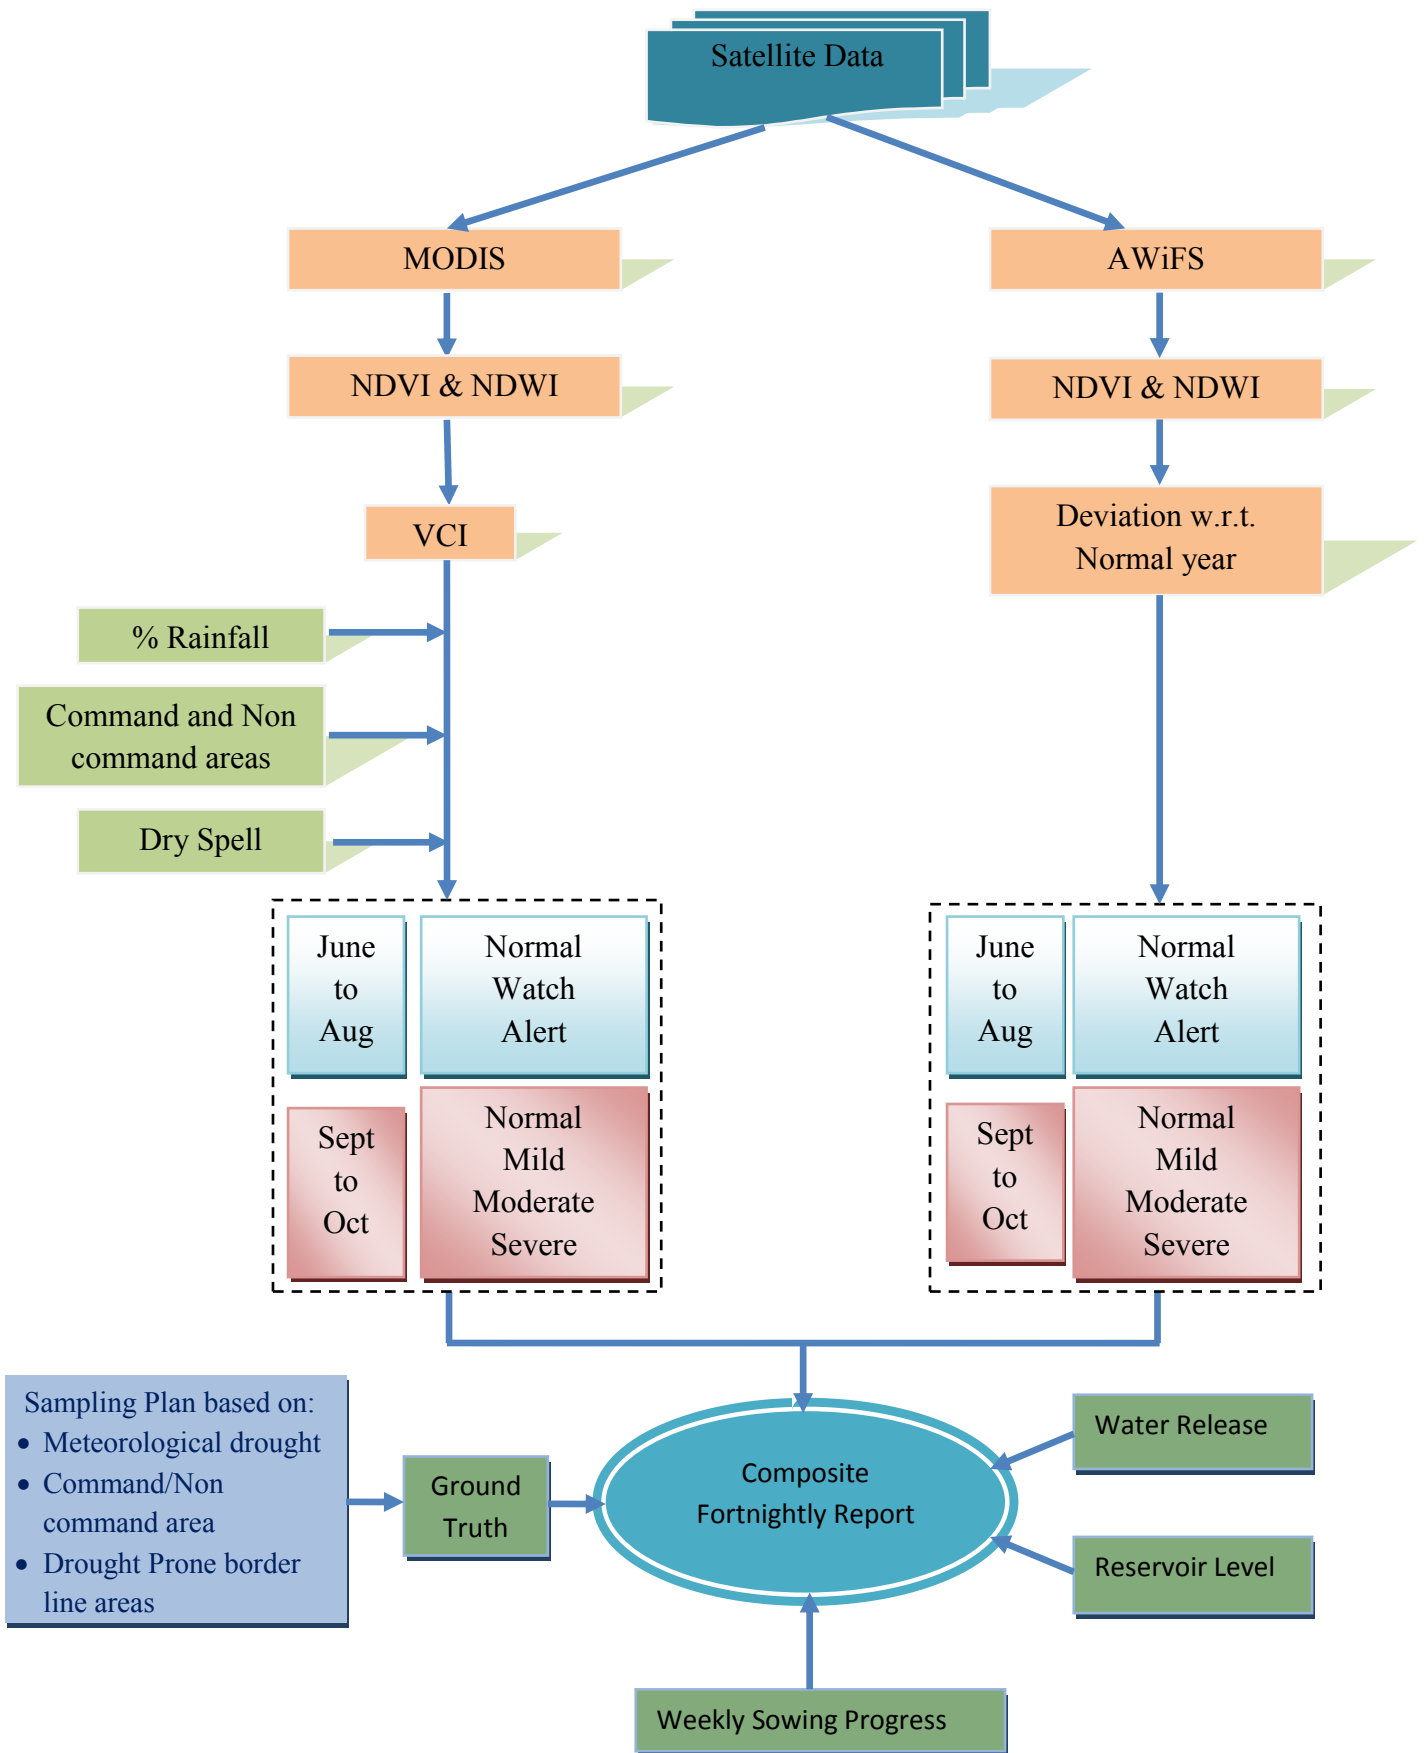 Satellite Data
MODIS
AWiFS
NDVI & NDWI
NDVI & NDWI
VCI
Deviation w.r.t.
Normal year
% Rainfall
Command and Non
command areas
Dry Spell
June
to
Aug
Normal
Watch
Alert
Sept
to
Oct
Normal
Mild
Moderate
Severe
June
to
Aug
Normal
Watch
Alert
Sept
to
Oct
Normal
Mild
Moderate
Severe
Sampling Plan based on:
• Meteorological drought
• Command/Non
command area
• Drought Prone border
line areas
Ground
Truth
Composite
Fortnightly Report
Water Release
Reservoir Level
Weekly Sowing Progress